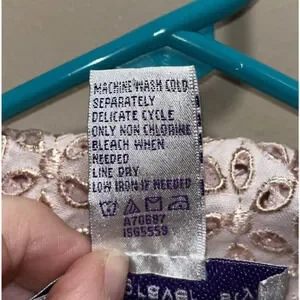 MACHINE WASH COLD
SEPARATELY
DELICATE CYCLE
ONLY NON CHLORINE
BLEACH WHEN
NEEDED
LINE DRY
LOW IRON IF NEEDED
A70697
1965559